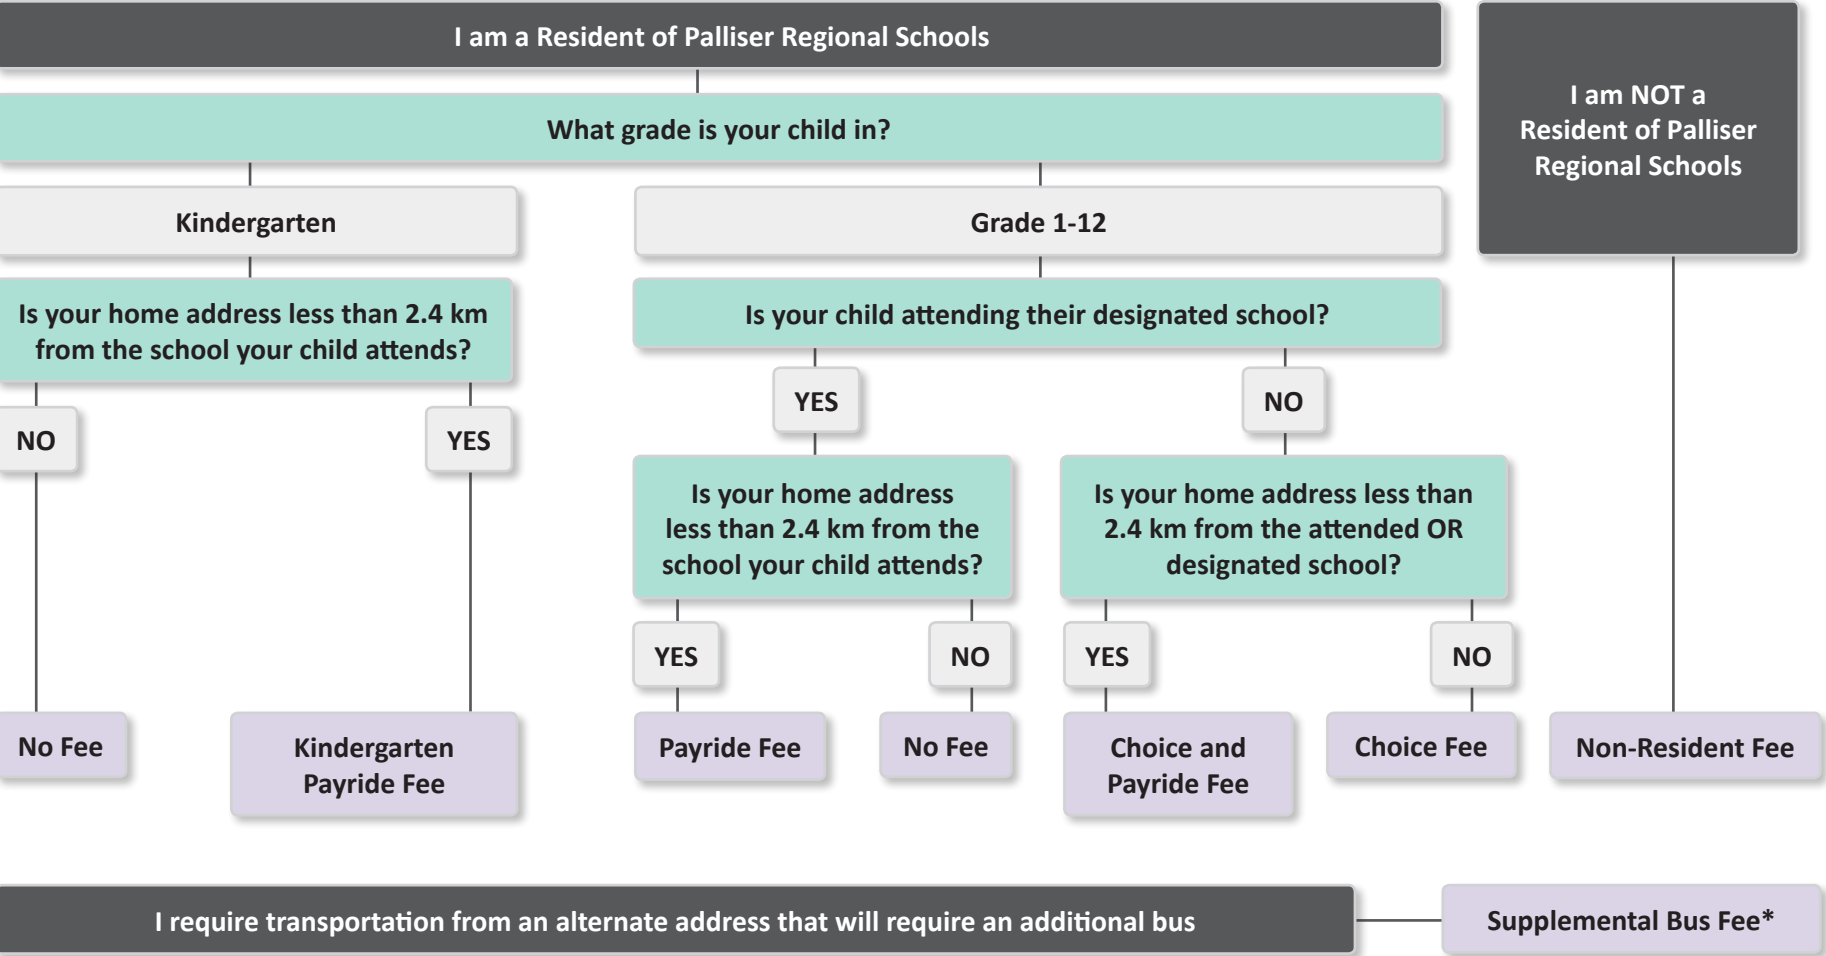 I am a Resident of Palliser Regional Schools
I am NOT a
Resident of Palliser
Regional Schools
What grade is your child in?
Kindergarten
Grade 1-12
Is your home address less than 2.4 km
from the school your child attends?
Is your child attending their designated school?
NO
YES
YES
NO
Is your home address
less than 2.4 km from the
school your child attends?
Is your home address less than
2.4 km from the attended OR
designated school?
YES
NO
YES
NO
No Fee
Kindergarten
Payride Fee
Payride Fee
No Fee
Choice and
Payride Fee
Choice Fee
Non-Resident Fee
I require transportation from an alternate address that will require an additional bus
Supplemental Bus Fee*